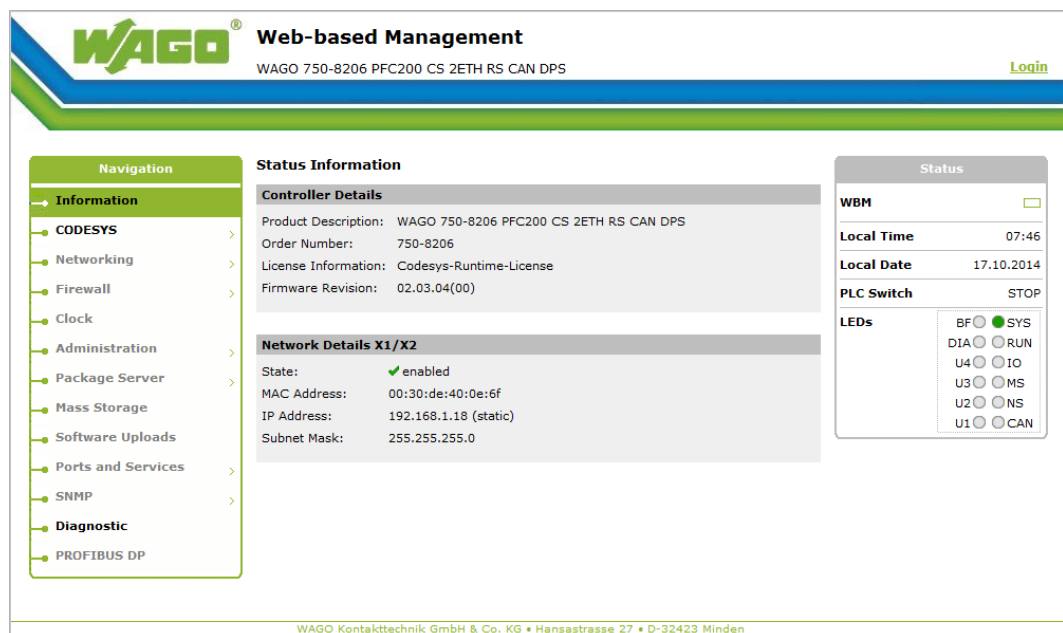 WAGO®
Web-based Management
WAGO 750-8206 PFC200 CS 2ETH RS CAN DPS
Login
Navigation
Information
CODESYS
Networking
Firewall
Clock
Administration
Package Server
Mass Storage
Software Uploads
Ports and Services
SNMP
Diagnostic
PROFIBUS DP
Status Information
Controller Details
Product Description: WAGO 750-8206 PFC200 CS 2ETH RS CAN DPS
Order Number: 750-8206
License Information: Codesys-Runtime-License
Firmware Revision: 02.03.04(00)
Network Details X1/X2
State: enabled
MAC Address: 00:30:de:40:0e:6f
IP Address: 192.168.1.18 (static)
Subnet Mask: 255.255.255.0
Status
WBM
Local Time 07:46
Local Date 17.10.2014
PLC Switch STOP
LEDs BF SYS
DIA RUN
U4 IO
U3 MS
U2 NS
U1 CAN
WAGO Kontakttechnik GmbH & Co. KG • Hansastrasse 27 • D-32423 Minden